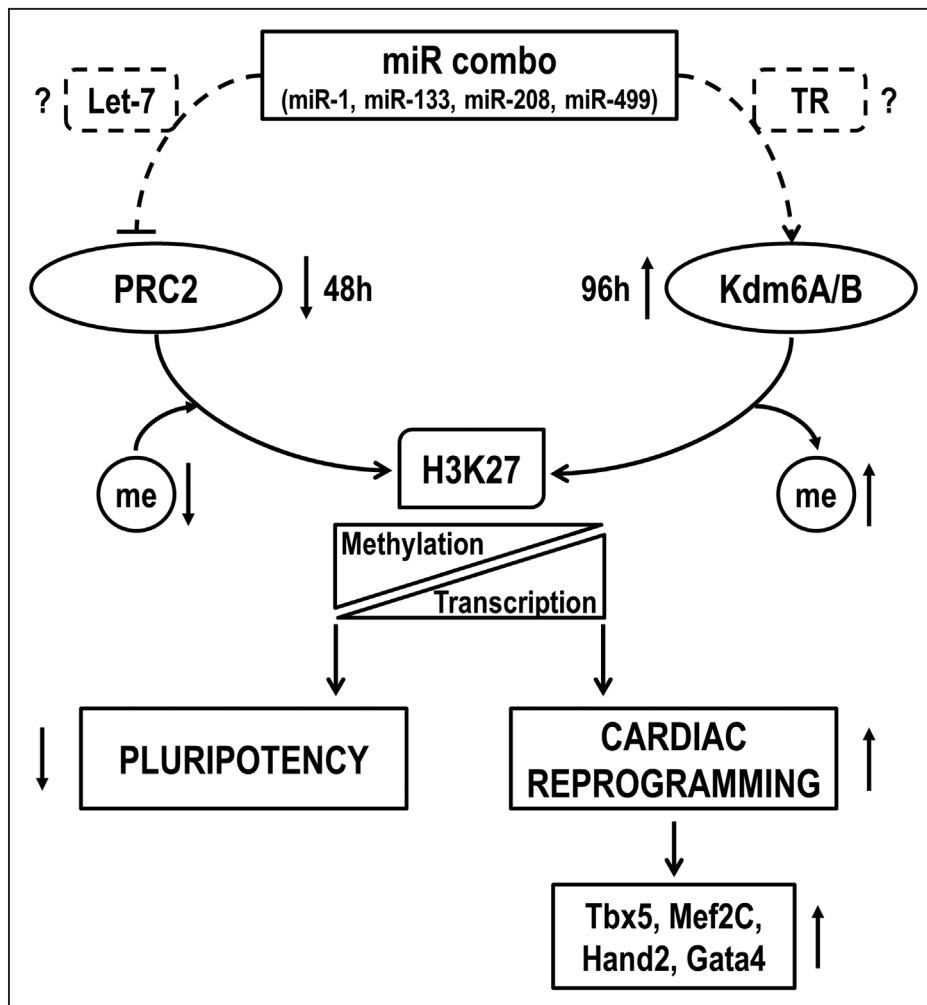 miR combo
(miR-1, miR-133, miR-208, miR-499)
? Let-7
TR ?
PRC2
48h
96h
Kdm6A/B
me
H3K27
me
Methylation
Transcription
PLURIPOTENCY
CARDIAC
REPROGRAMMING
Tbx5, Mef2C,
Hand2, Gata4